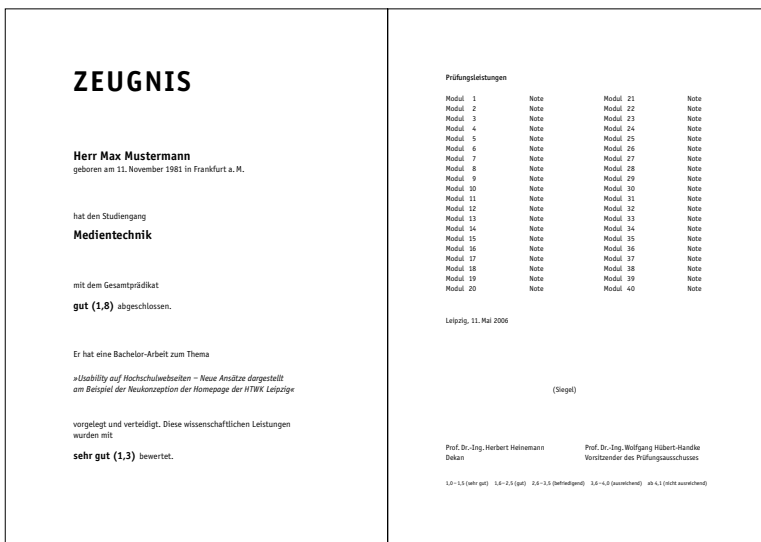 ZEUGNIS
Herr Max Mustermann
geboren am 11. November 1981 in Frankfurt a. M.
hat den Studiengang
Medientechnik
mit dem Gesamtprädikat
gut (1,8) abgeschlossen.
Er hat eine Bachelor-Arbeit zum Thema
»Usability auf Hochschulwebseiten – Neue Ansätze dargestellt
am Beispiel der Neukonzeption der Homepage der HTWK Leipzig«
vorgelegt und verteidigt. Diese wissenschaftlichen Leistungen
wurden mit
sehr gut (1,3) bewertet.
Prüfungsleistungen
Modul 1 Note Modul 21 Note
Modul 2 Note Modul 22 Note
Modul 3 Note Modul 23 Note
Modul 4 Note Modul 24 Note
Modul 5 Note Modul 25 Note
Modul 6 Note Modul 26 Note
Modul 7 Note Modul 27 Note
Modul 8 Note Modul 28 Note
Modul 9 Note Modul 29 Note
Modul 10 Note Modul 30 Note
Modul 11 Note Modul 31 Note
Modul 12 Note Modul 32 Note
Modul 13 Note Modul 33 Note
Modul 14 Note Modul 34 Note
Modul 15 Note Modul 35 Note
Modul 16 Note Modul 36 Note
Modul 17 Note Modul 37 Note
Modul 18 Note Modul 38 Note
Modul 19 Note Modul 39 Note
Modul 20 Note Modul 40 Note
Leipzig, 11. Mai 2006
(Siegel)
Prof. Dr.-Ing. Herbert Heinemann Prof. Dr.-Ing. Wolfgang Hübert-Handke
Dekan Vorsitzender des Prüfungsausschusses
1,0–1,5 (sehr gut) 1,6–2,5 (gut) 2,6–3,5 (befriedigend) 3,6–4,0 (ausreichend) ab 4,1 (nicht ausreichend)